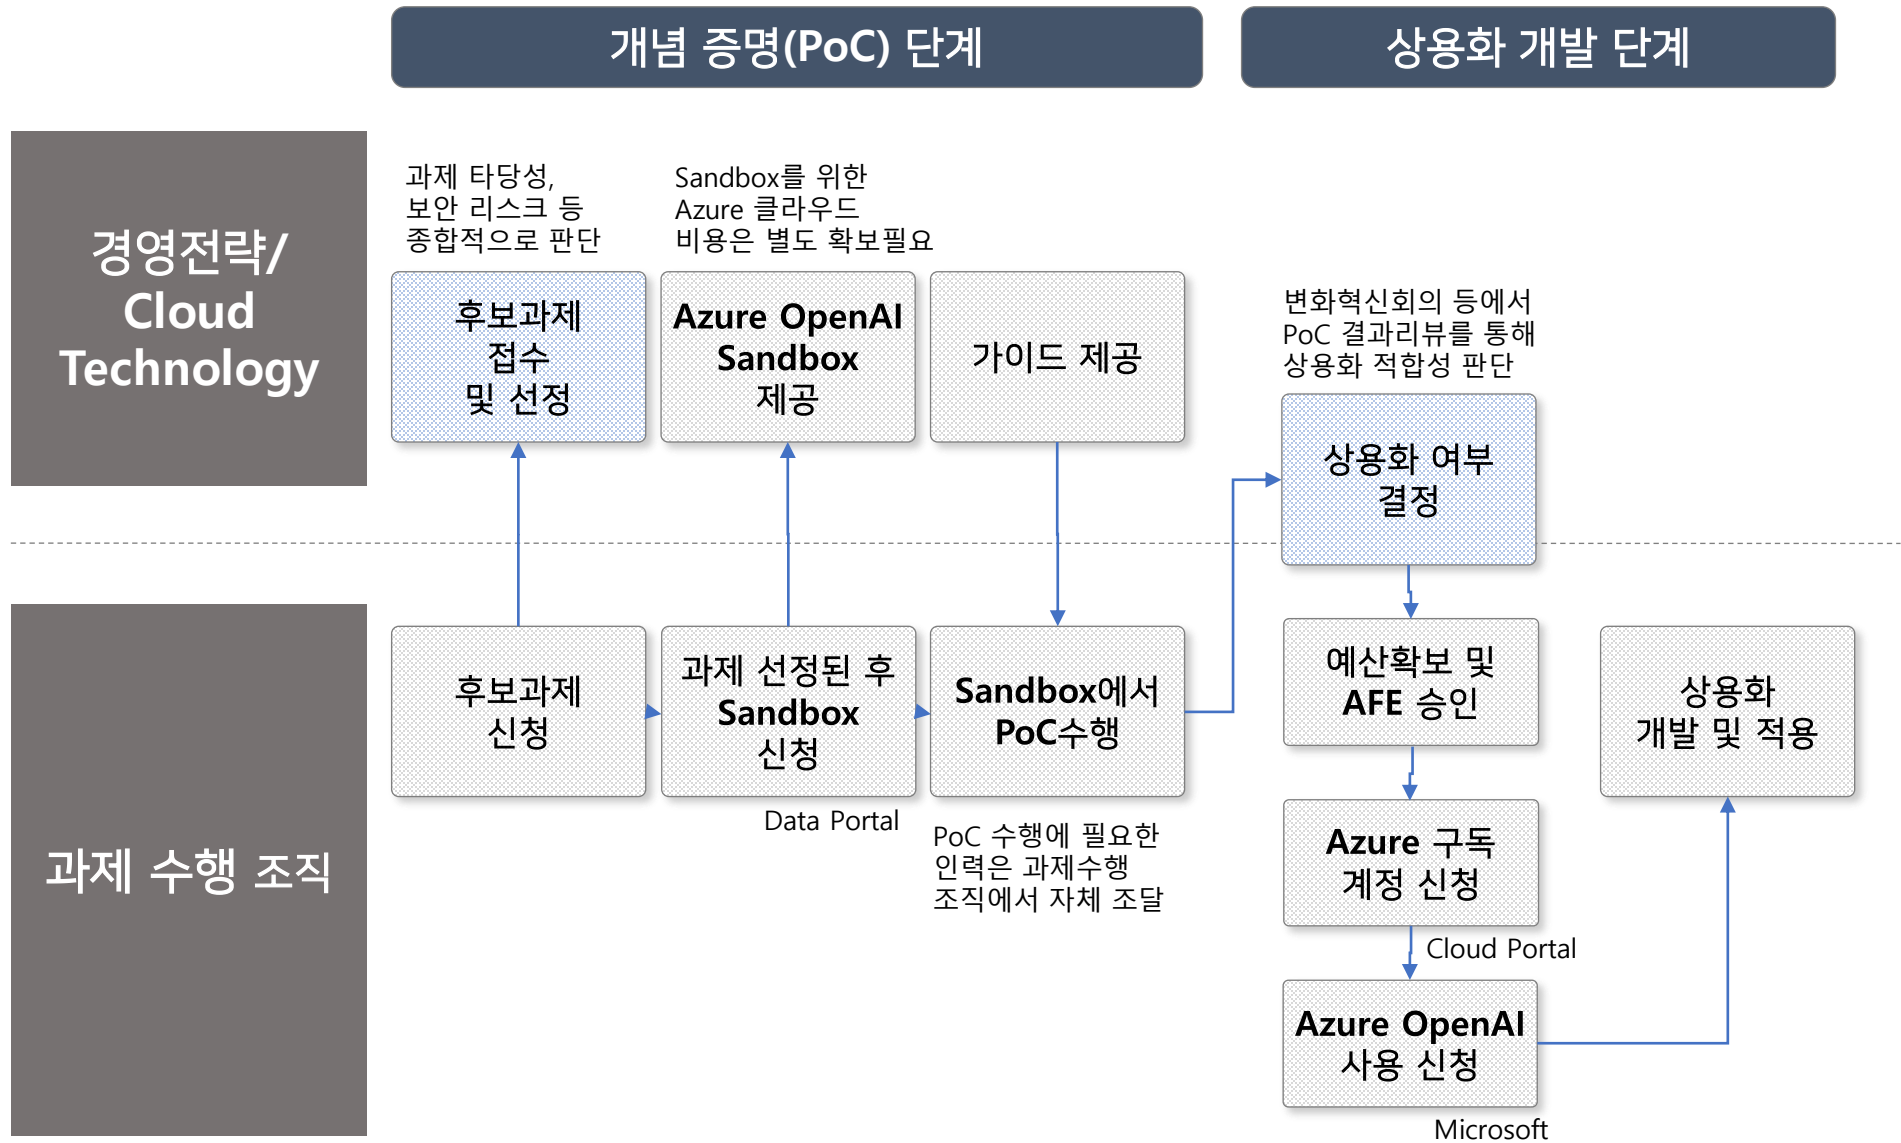 개념 증명(PoC) 단계
상용화 개발 단계
경영전략/
Cloud
Technology
과제 타당성,
보안 리스크 등
종합적으로 판단
Sandbox를 위한
Azure 클라우드
비용은 별도 확보필요
후보과제
접수
및 선정
Azure OpenAI
Sandbox
제공
가이드 제공
변화혁신회의 등에서
PoC 결과리뷰를 통해
상용화 적합성 판단
상용화 여부
결정
과제 수행 조직
후보과제
신청
과제 선정된 후
Sandbox
신청
Data Portal
Sandbox에서
PoC수행
PoC 수행에 필요한
인력은 과제수행
조직에서 자체 조달
예산확보 및
AFE 승인
Azure 구독
계정 신청
Cloud Portal
Azure OpenAI
사용 신청
Microsoft
상용화
개발 및 적용